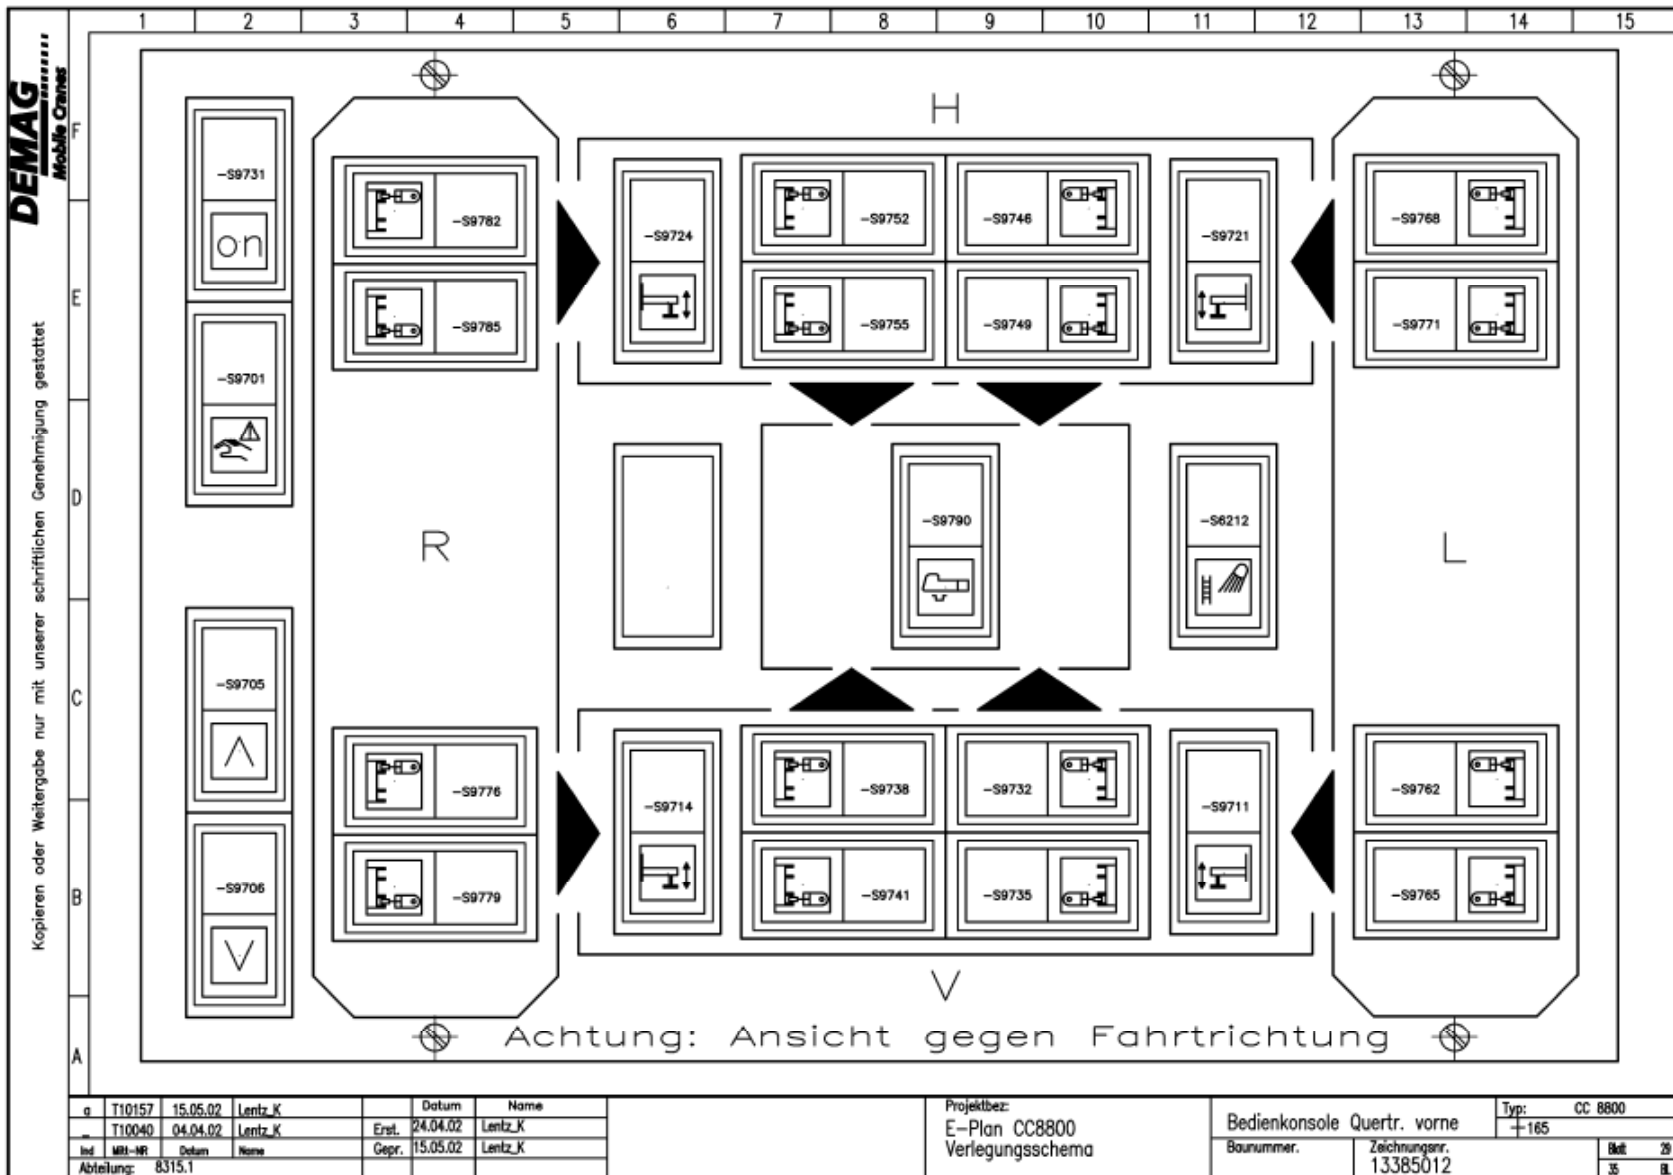 1 2 3 4 5 6 7 8 9 10 11 12 13 14 15
DEMAG
Mobile Cranes
Kopieren oder Weitergabe nur mit unserer schriftlichen Genehmigung gestattet
F
E
D
C
B
A
H
-S9731
on
-S9701
-S9705
-S9706
-S9782
-S9785
R
-S9776
-S9779
-S9724
-S9752
-S9746
-S9721
-S9755
-S9749
-S9768
-S9771
-S9790
-S6212
L
-S9714
-S9738
-S9732
-S9711
-S9741
-S9735
-S9762
-S9765
V
Achtung: Ansicht gegen Fahrtrichtung
a T10157 15.05.02 Lentz_K Datum Name
_ T10040 04.04.02 Lentz_K Erst. 24.04.02 Lentz_K
Ind Datum Name Gepr. 15.05.02 Lentz_K
Abteilung: 8315.1
Projektbez:
E-Plan CC8800
Verlegungsschema
Bedienkonsole Quertr. vorne
Baunummer.
Zeichnungsnr.
13385012
Typ: CC 8800
+165
Blatt
35